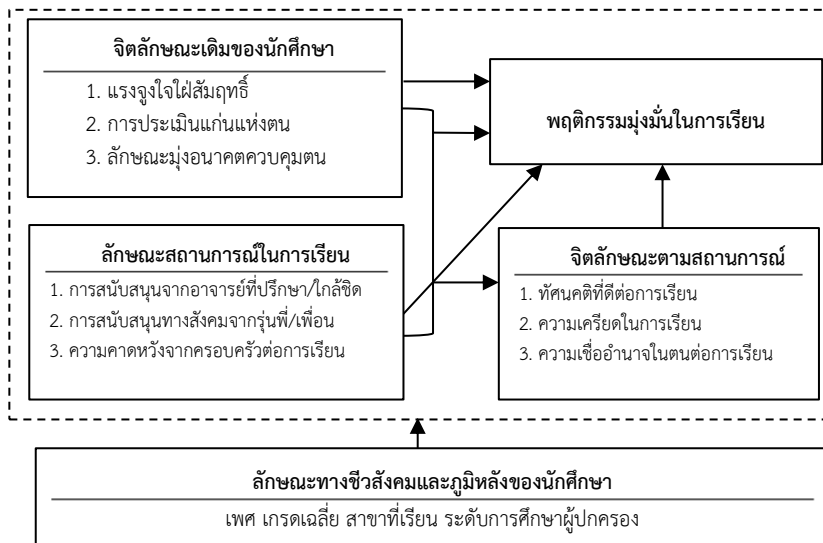 จิตลักษณะเดิมของนักศึกษา
1. แรงจูงใจใฝ่สัมฤทธิ์
2. การประเมินแก่นแห่งตน
3. ลักษณะมุ่งอนาคตควบคุมตน
พฤติกรรมมุ่งมั่นในการเรียน
ลักษณะสถานการณ์ในการเรียน
1. การสนับสนุนจากอาจารย์ที่ปรึกษา/ใกล้ชิด
2. การสนับสนุนทางสังคมจากรุ่นพี่/เพื่อน
3. ความคาดหวังจากครอบครัวต่อการเรียน
จิตลักษณะตามสถานการณ์
1. ทัศนคติที่ดีต่อการเรียน
2. ความเครียดในการเรียน
3. ความเชื่ออำนาจในตนต่อการเรียน
ลักษณะทางชีวสังคมและภูมิหลังของนักศึกษา
เพศ เกรดเฉลี่ย สาขาที่เรียน ระดับการศึกษาผู้ปกครอง